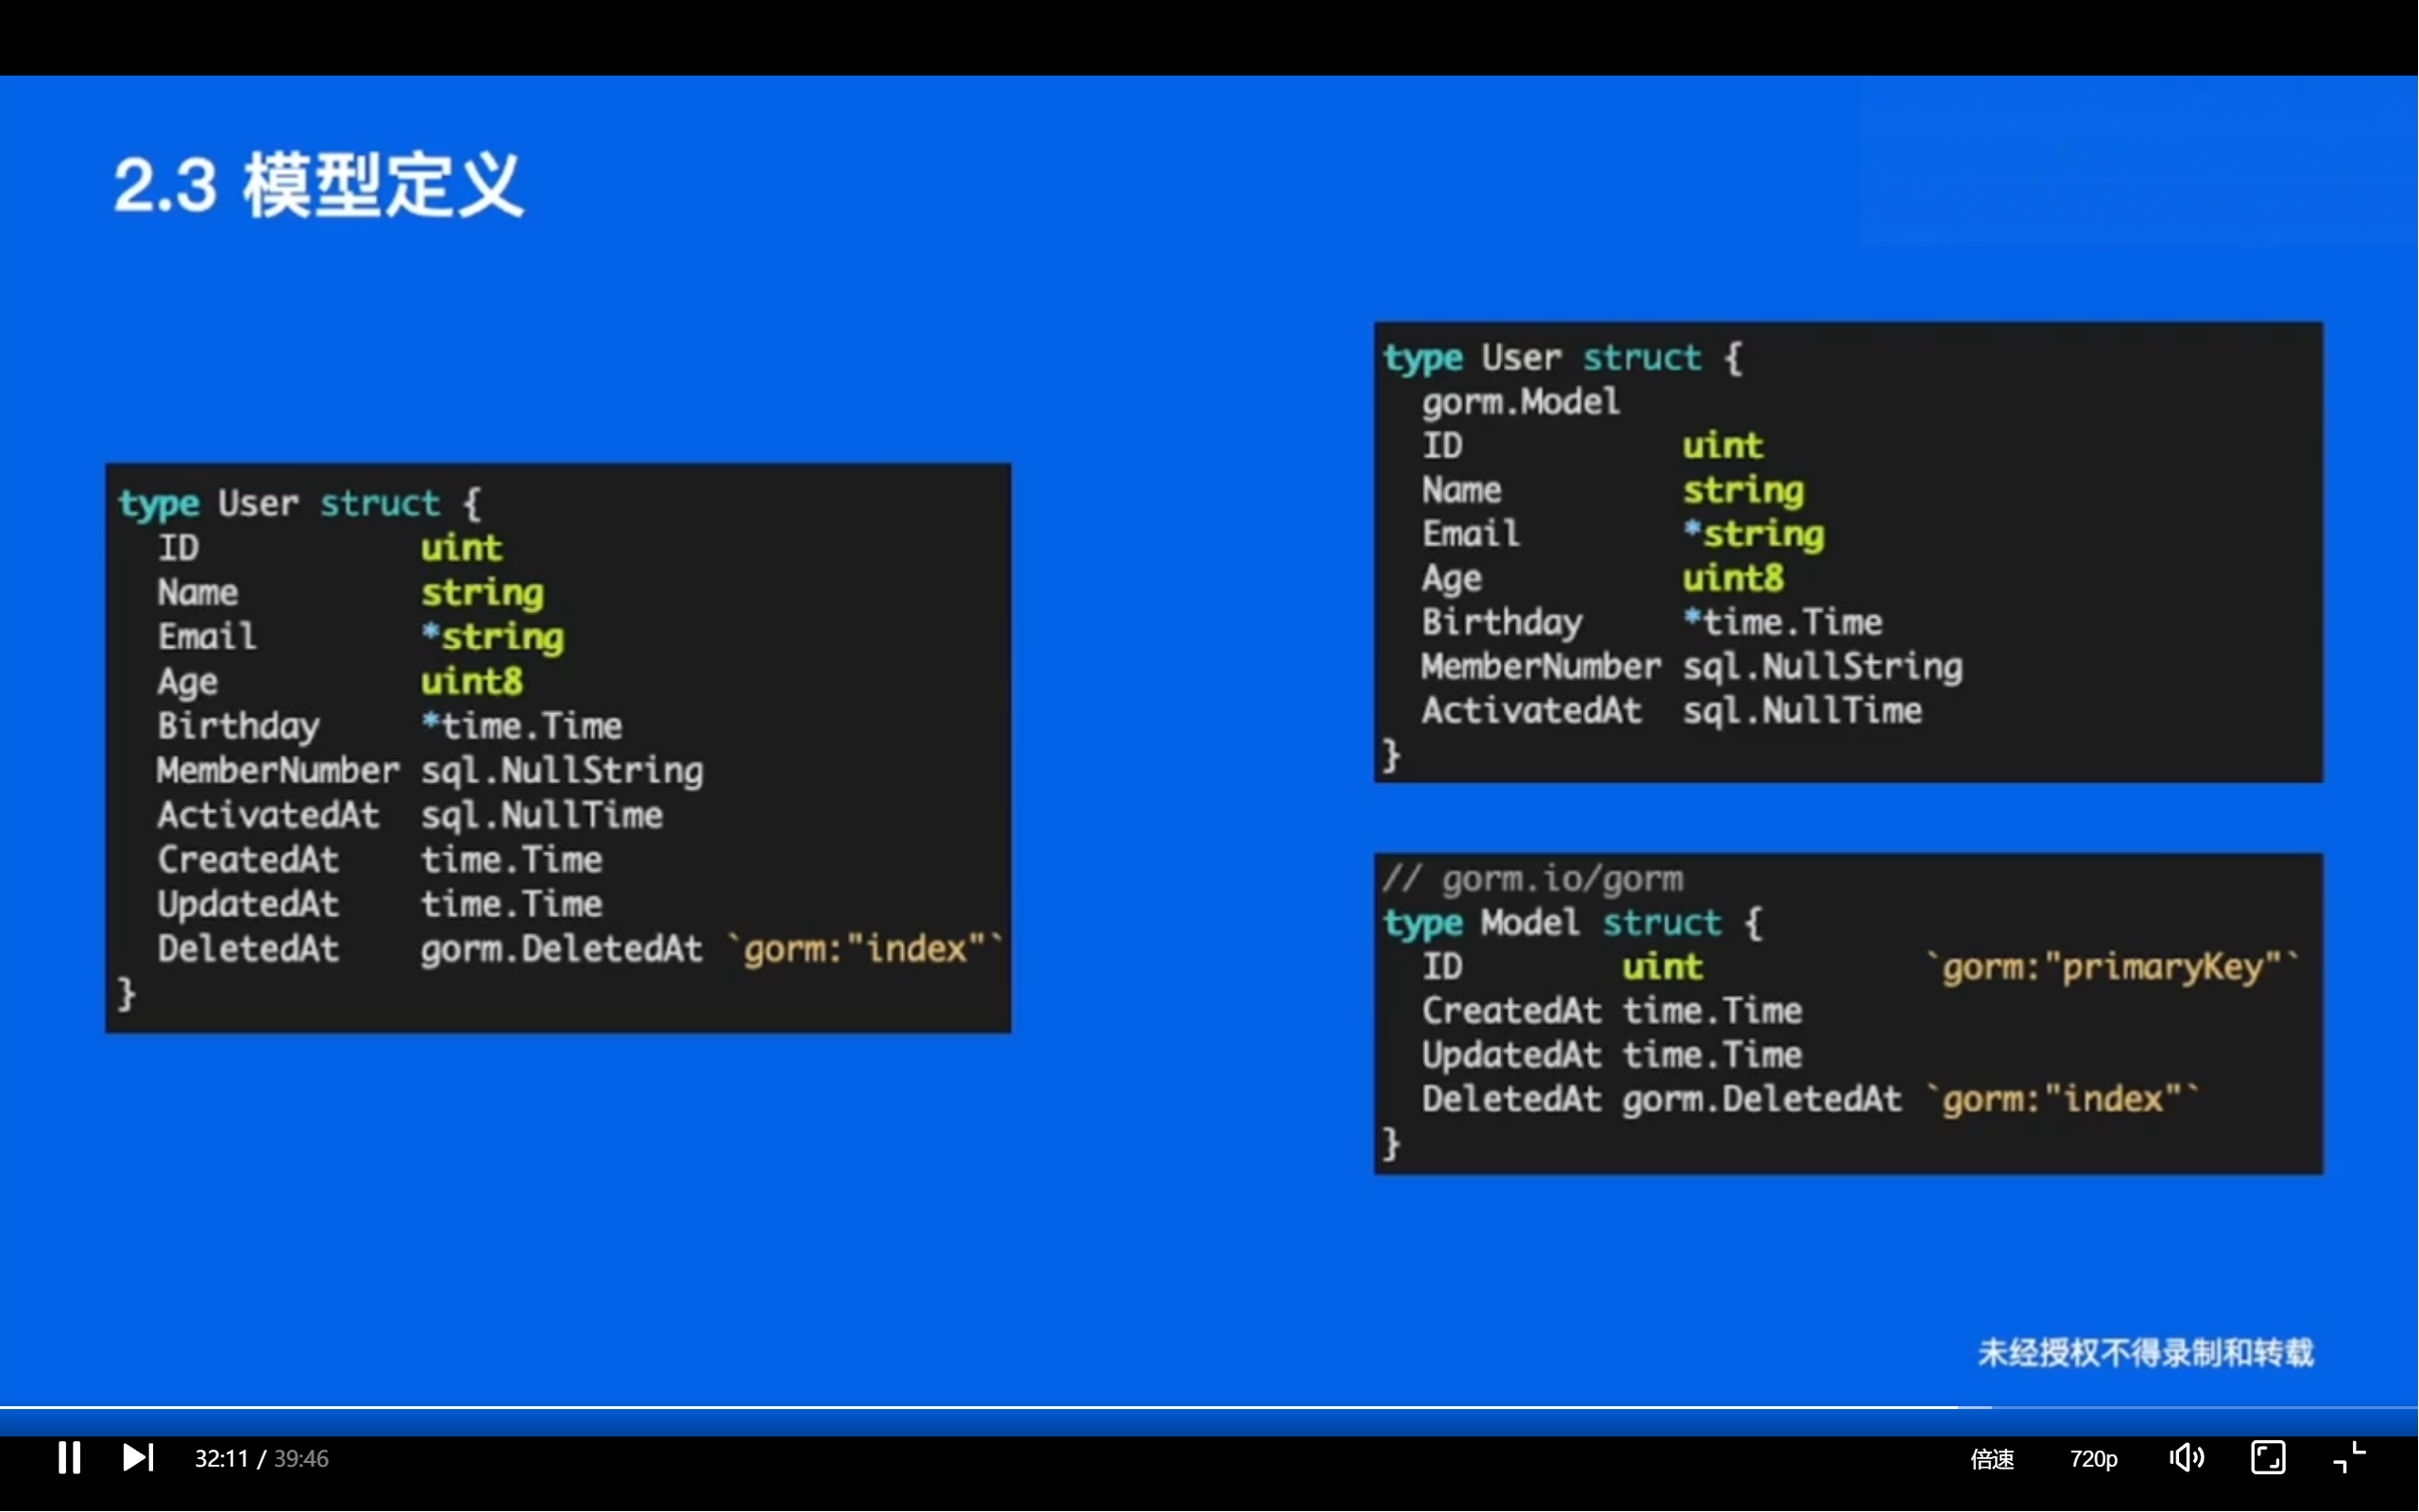 2.3 模型定义
type User struct {
ID uint
Name string
Email *string
Age uint8
Birthday *time.Time
MemberNumber sql.NullString
ActivatedAt sql.NullTime
CreatedAt time.Time
UpdatedAt time.Time
DeletedAt gorm.DeletedAt `gorm:"index"`
}
type User struct {
gorm.Model
ID uint
Name string
Email *string
Age uint8
Birthday *time.Time
MemberNumber sql.NullString
ActivatedAt sql.NullTime
}
// gorm.io/gorm
type Model struct {
ID uint `gorm:"primaryKey"`
CreatedAt time.Time
UpdatedAt time.Time
DeletedAt gorm.DeletedAt `gorm:"index"`
}
未经授权不得录制和转载
32:11 / 39:46 倍速 720p